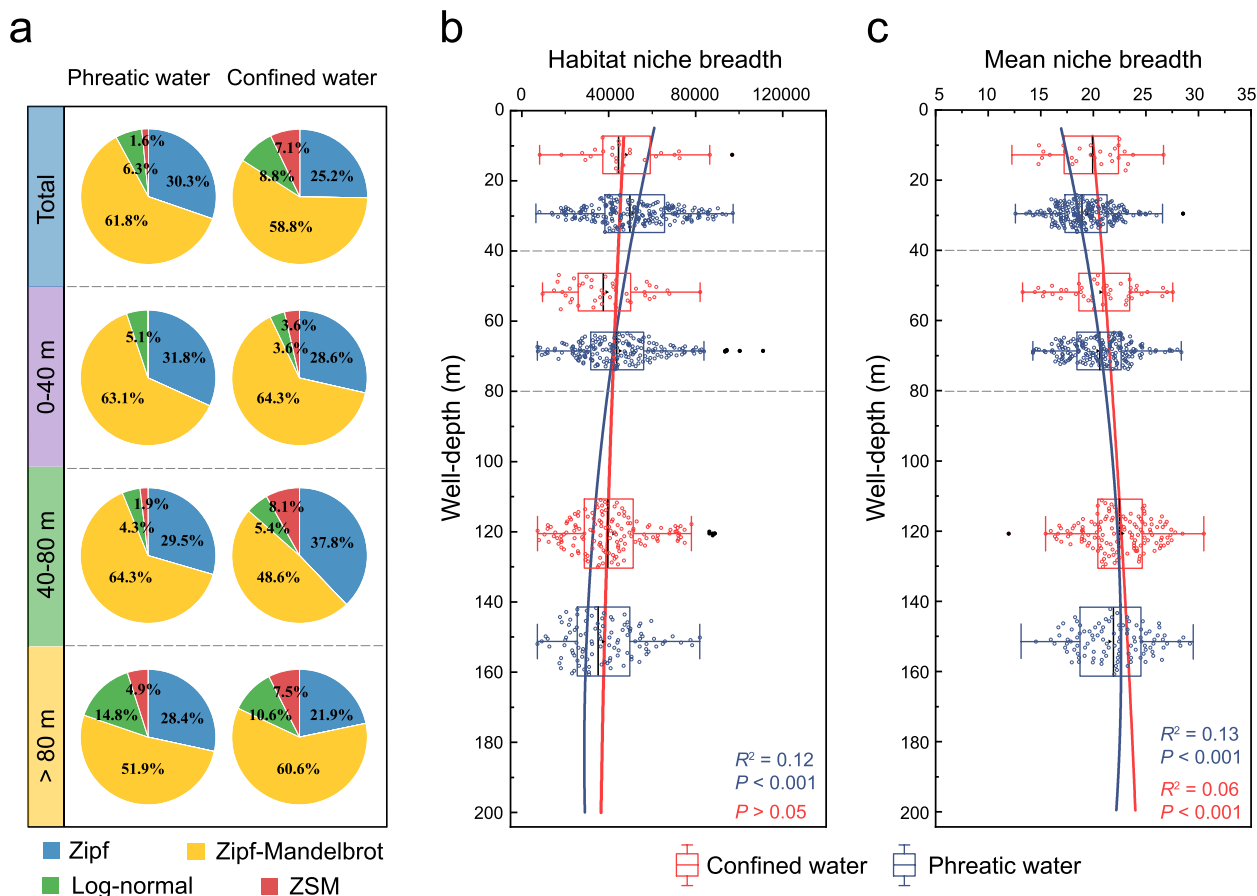 a
Phreatic water Confined water
Total
1.6%
6.3%
30.3%
61.8%
7.1%
8.8%
25.2%
58.8%
0-40 m
5.1%
31.8%
63.1%
3.6%
3.6%
28.6%
64.3%
40-80 m
1.9%
4.3%
29.5%
64.3%
8.1%
5.4%
37.8%
48.6%
> 80 m
4.9%
14.8%
28.4%
51.9%
7.5%
10.6%
21.9%
60.6%
Zipf
Zipf-Mandelbrot
Log-normal
ZSM
b
Habitat niche breadth
0 40000 80000 120000
Well-depth (m)
0
20
40
60
80
100
120
140
160
180
200
R² = 0.12
P < 0.001
P > 0.05
c
Mean niche breadth
5 10 15 20 25 30 35
Well-depth (m)
0
20
40
60
80
100
120
140
160
180
200
R² = 0.13
P < 0.001
R² = 0.06
P < 0.001
Confined water
Phreatic water